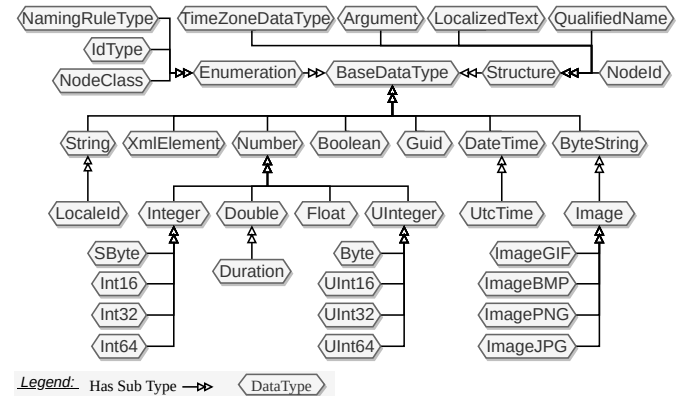 NamingRuleType TimeZoneDataType Argument LocalizedText QualifiedName
IdType
NodeClass Enumeration BaseDataType Structure NodeId
String XmlElement Number Boolean Guid DateTime ByteString
LocaleId Integer Double Float UInteger UtcTime Image
SByte Byte ImageGIF
Duration
Int16 UInt16 ImageBMP
Int32 UInt32 ImagePNG
Int64 UInt64 ImageJPG
Legend: Has Sub Type DataType